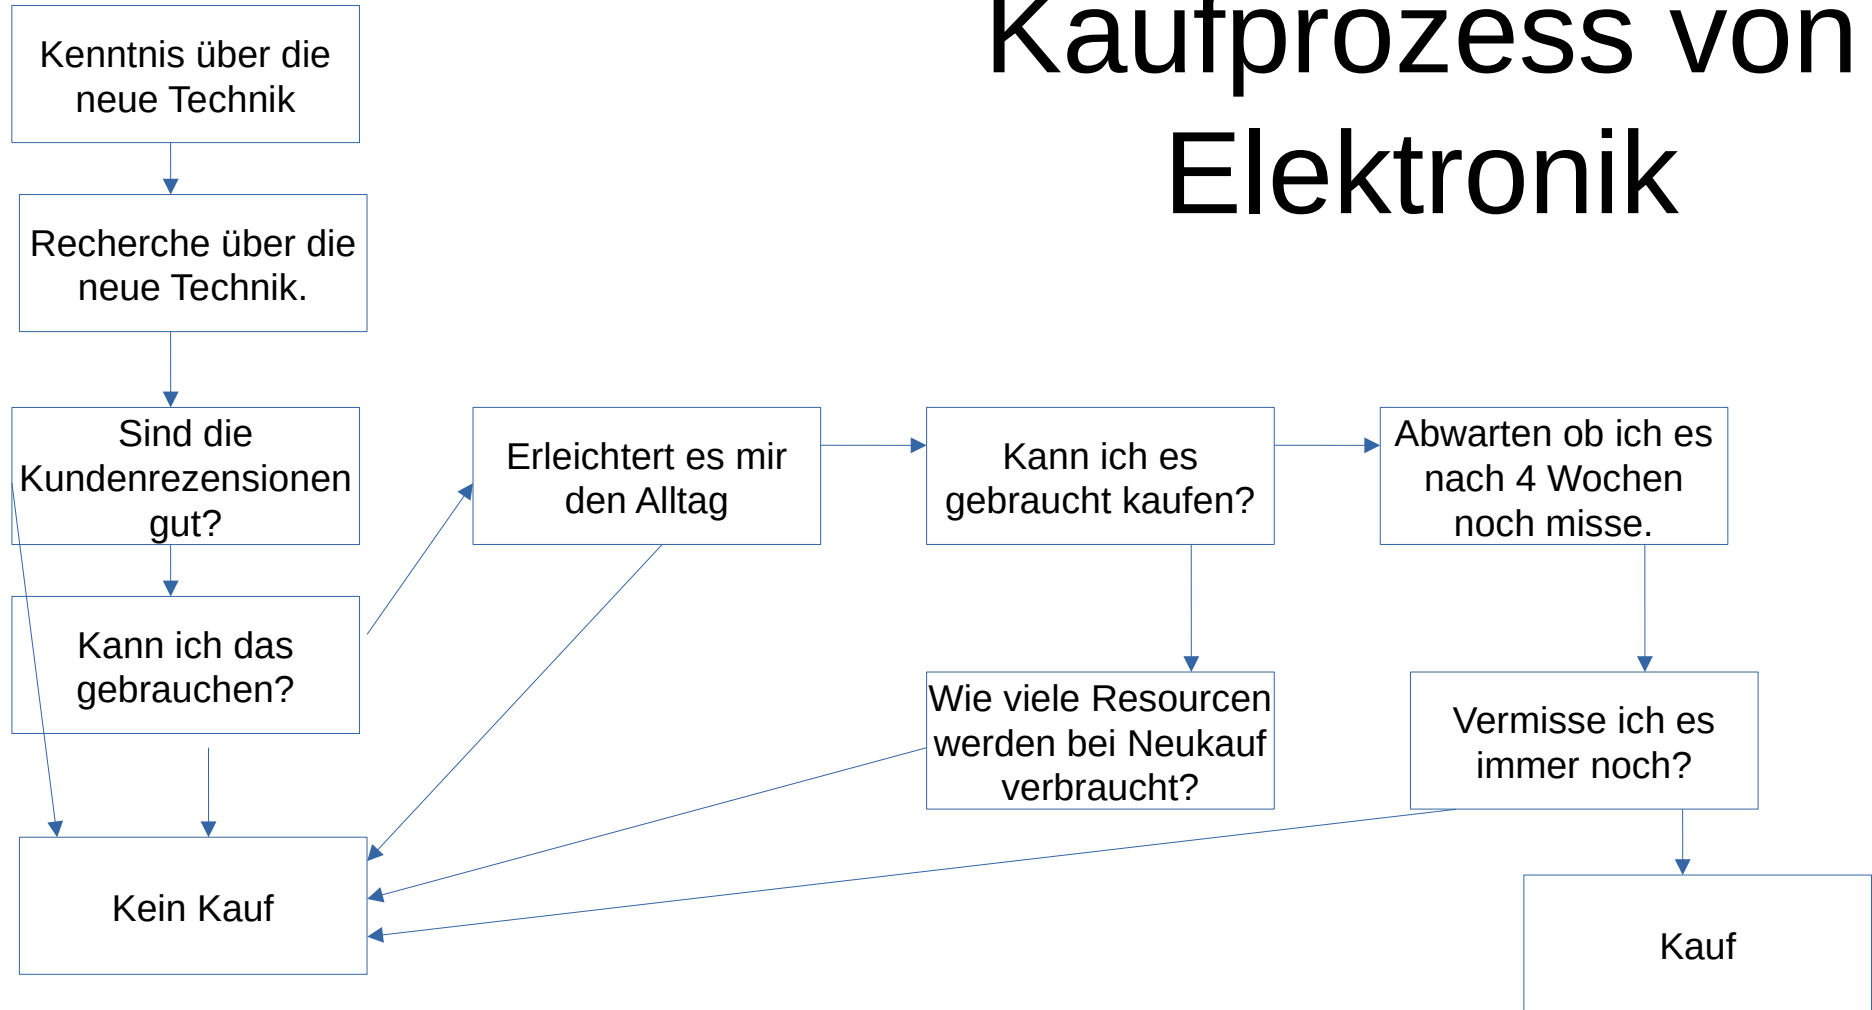 Kaufprozess von
Elektronik
Kenntnis über die
neue Technik
Recherche über die
neue Technik.
Sind die
Kundenrezensionen
gut?
Kann ich das
gebrauchen?
Kein Kauf
Erleichtert es mir
den Alltag
Kann ich es
gebraucht kaufen?
Wie viele Resourcen
werden bei Neukauf
verbraucht?
Abwarten ob ich es
nach 4 Wochen
noch misse.
Vermisse ich es
immer noch?
Kauf